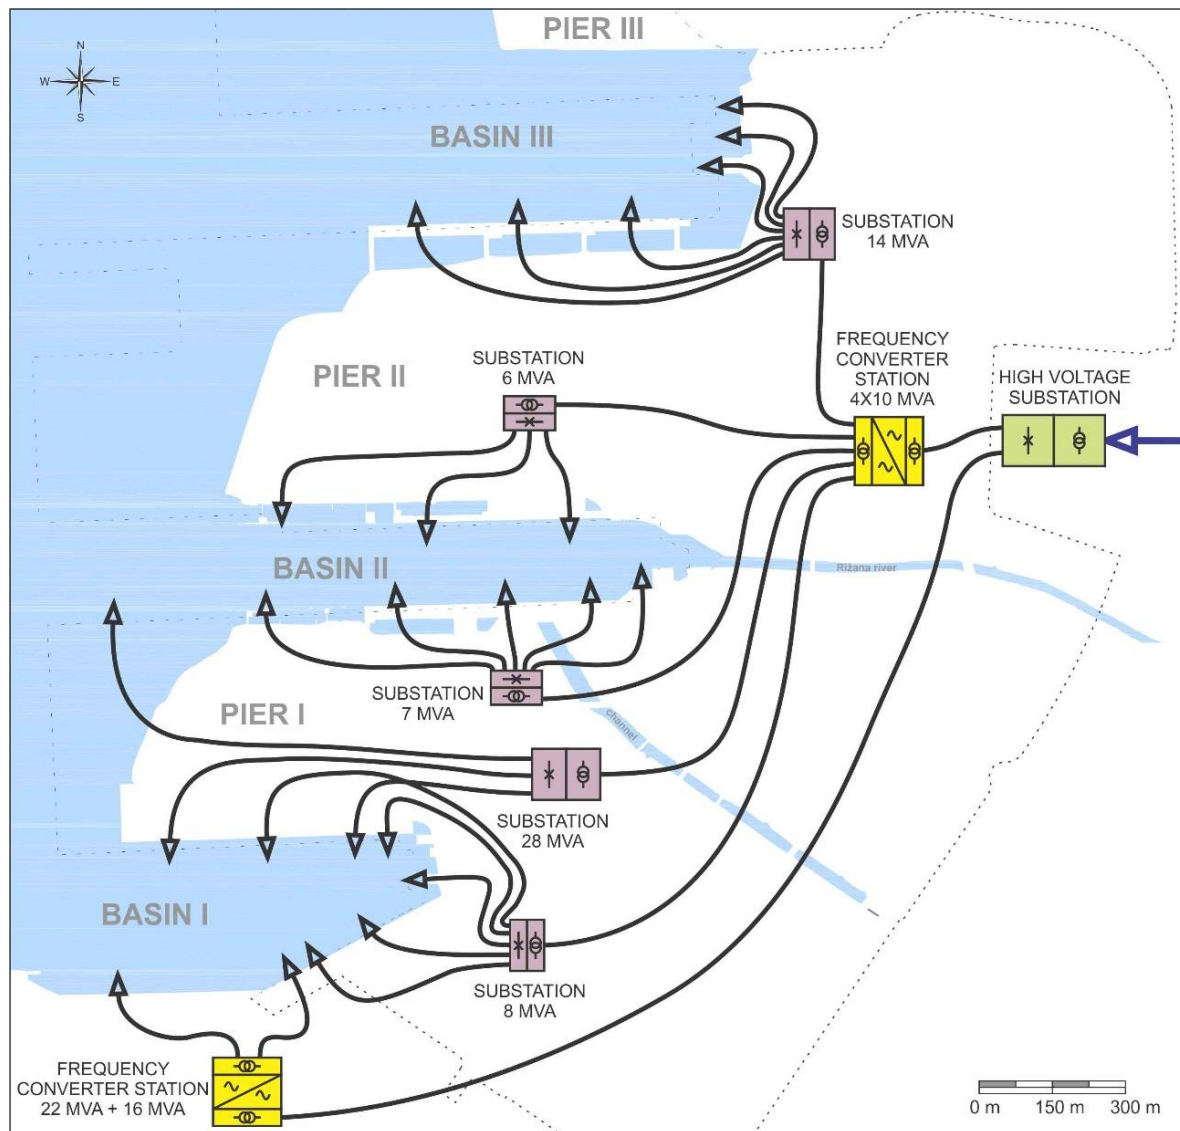 PIER III
N
W E
S
BASIN III
SUBSTATION
14 MVA
FREQUENCY
CONVERTER
STATION
4X10 MVA
HIGH VOLTAGE
SUBSTATION
SUBSTATION
6 MVA
PIER II
BASIN II
Rižana river
SUBSTATION
7 MVA
PIER I
channel
SUBSTATION
28 MVA
BASIN I
SUBSTATION
8 MVA
FREQUENCY
CONVERTER STATION
22 MVA + 16 MVA
0 m 150 m 300 m